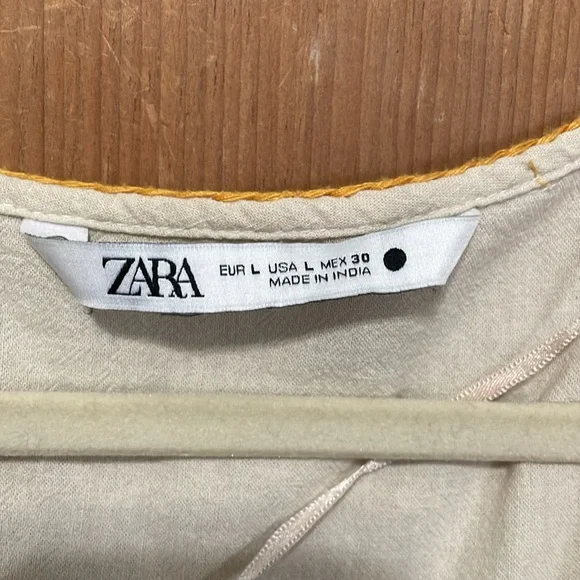 ZARA
EUR L USA L MEX 30
MADE IN INDIA